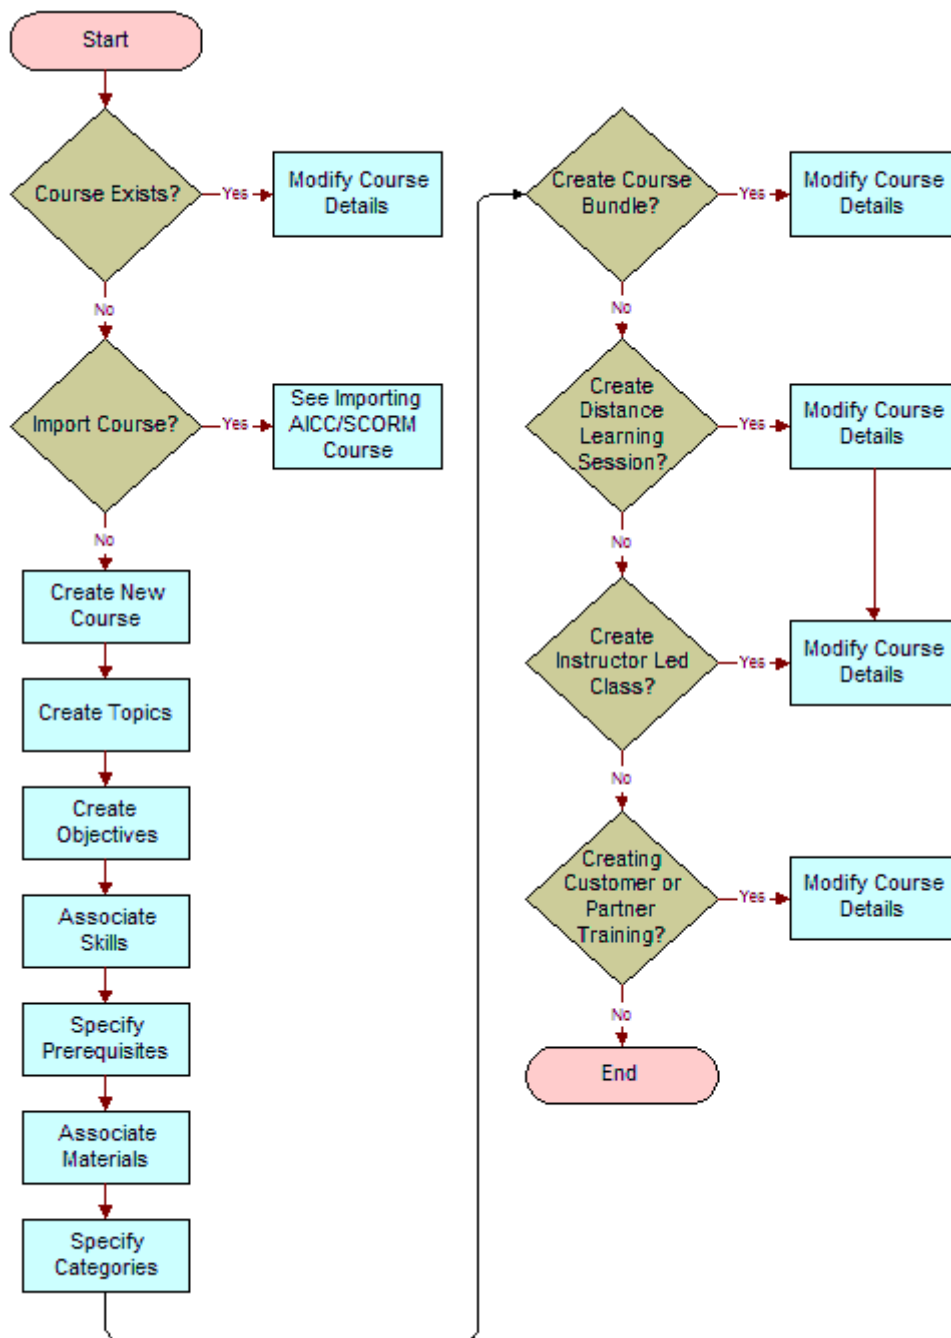 Start
Course Exists?
Yes
Modify Course
Details
No
Import Course?
Yes
See Importing
AICC/SCORM
Course
No
Create New
Course
Create Topics
Create
Objectives
Associate
Skills
Specify
Prerequisites
Associate
Materials
Specify
Categories
Create Course
Bundle?
Yes
Modify Course
Details
No
Create
Distance
Learning
Session?
Yes
Modify Course
Details
No
Create
Instructor Led
Class?
Yes
Modify Course
Details
No
Creating
Customer or
Partner
Training?
Yes
Modify Course
Details
No
End